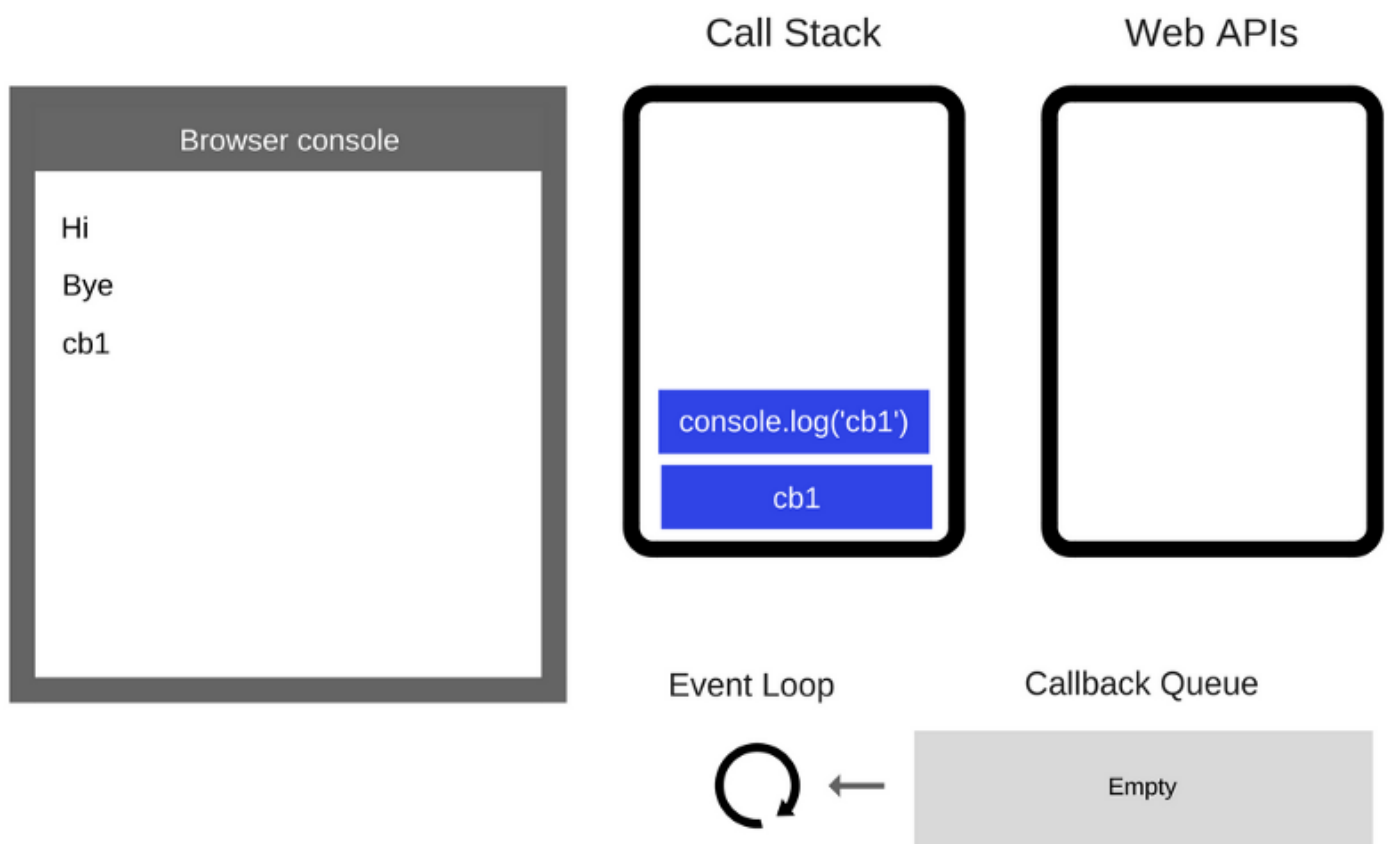 Call Stack
Web APIs
Browser console
Hi
Bye
cb1
console.log('cb1')
cb1
Event Loop
Callback Queue
Empty